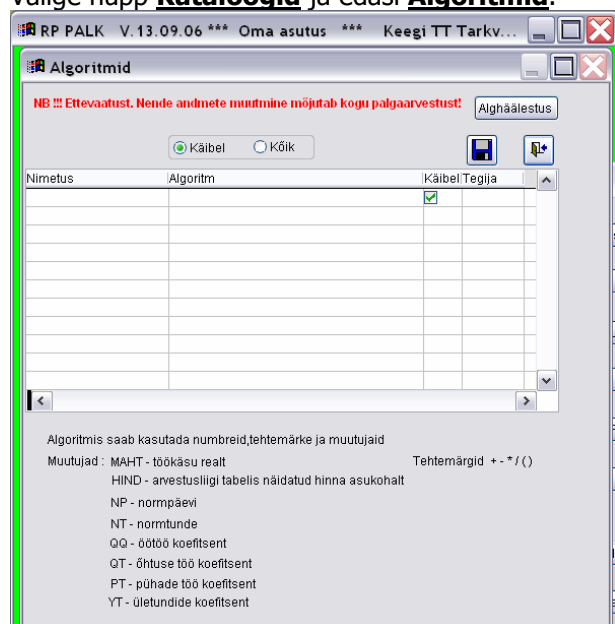 Valige nupp Kataloogid ja edasi Algoritmid.
RP PALK V.13.09.06 *** Oma asutus *** Keegi TT Tarkv...
Algoritmid
NB !!! Ettevaatust. Nende andmete muutmine mõjutab kogu palgaarvestust!
Alghäälestus
Käibel Kõik
Nimetus Algoritm Käibel Tegija
Algoritmis saab kasutada numbreid,tehtemärke ja muutujaid
Muutujad : MAHT - töökäsu realt Tehtemärgid + - * / ( )
HIND - arvestusliigi tabelis näidatud hinna asukohalt
NP - normpäevi
NT - normtunde
QQ - öötöö koefitsent
QT - õhtuse töö koefitsent
PT - pühade töö koefitsent
YT - ületundide koefitsent